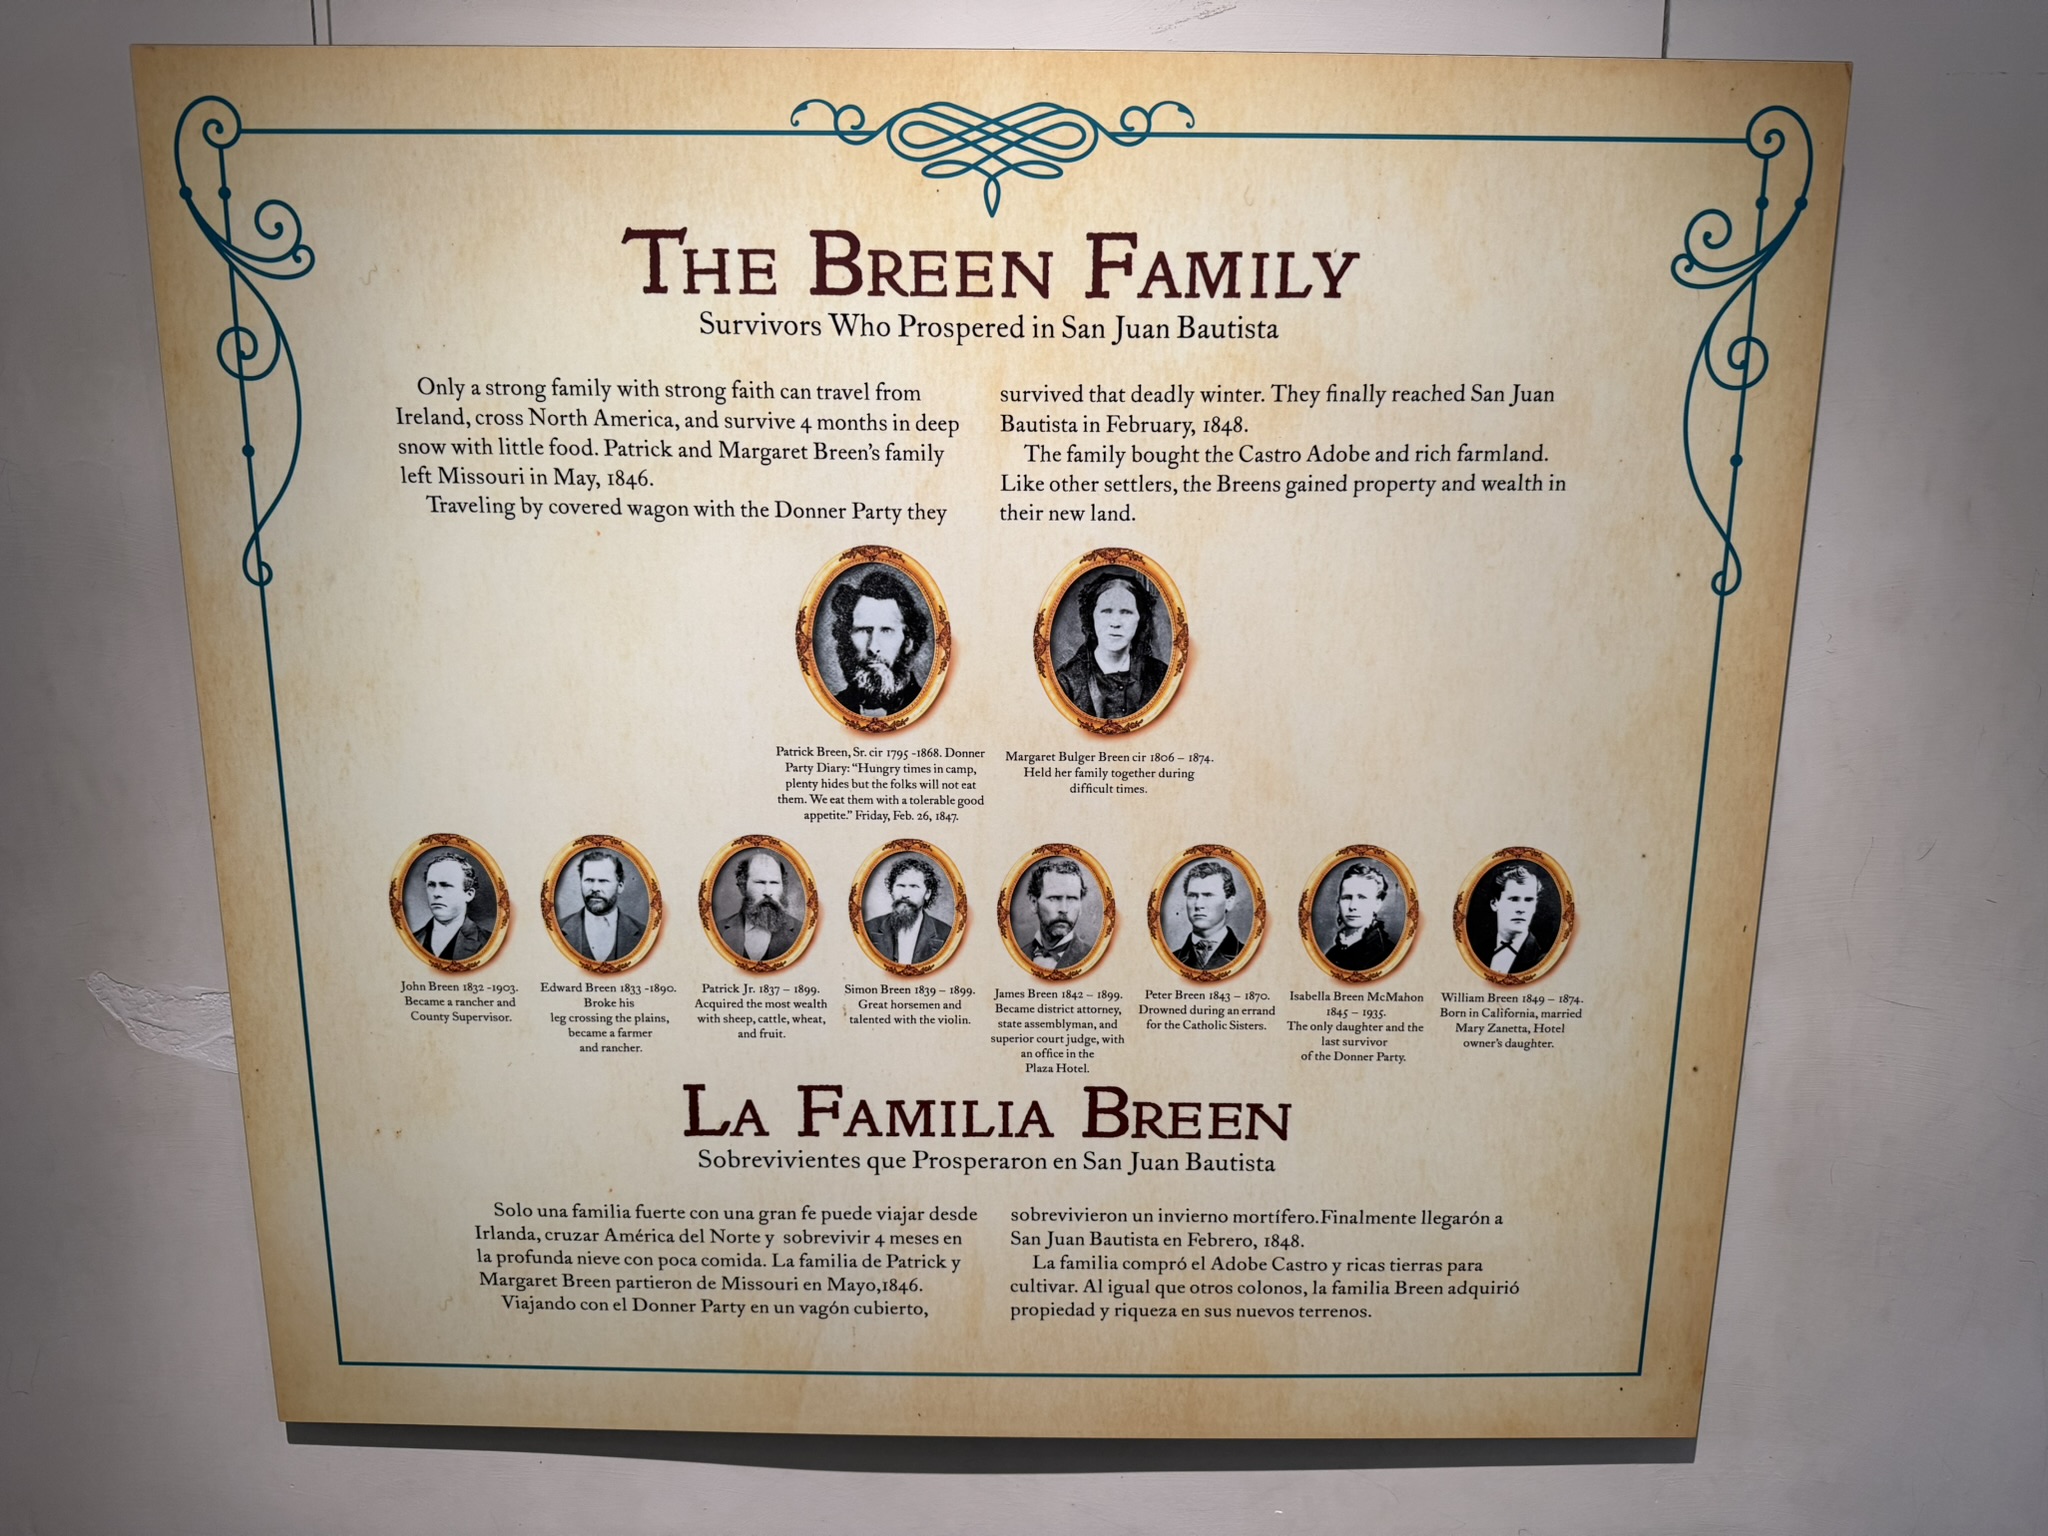 The Breen Family
Survivors Who Prospered in San Juan Bautista
Only a strong family with strong faith can travel from
Ireland, cross North America, and survive 4 months in deep
snow with little food. Patrick and Margaret Breen's family
left Missouri in May, 1846.
Traveling by covered wagon with the Donner Party they
survived that deadly winter. They finally reached San Juan
Bautista in February, 1848.
The family bought the Castro Adobe and rich farmland.
Like other settlers, the Breens gained property and wealth in
their new land.
Patrick Breen, Sr. cir 1795 -1868. Donner
Party Diary: "Hungry times in camp,
plenty hides but the folks will not eat
them. We eat them with a tolerable good
appetite." Friday, Feb. 26, 1847.
Margaret Bulger Breen cir 1806 – 1874.
Held her family together during
difficult times.
John Breen 1832 -1903.
Became a rancher and
County Supervisor.
Edward Breen 1833 -1890.
Broke his
leg crossing the plains,
became a farmer
and rancher.
Patrick Jr. 1837 – 1899.
Acquired the most wealth
with sheep, cattle, wheat,
and fruit.
Simon Breen 1839 – 1899.
Great horsemen and
talented with the violin.
James Breen 1842 – 1899.
Became district attorney,
state assemblyman, and
superior court judge, with
an office in the
Plaza Hotel.
Peter Breen 1843 – 1870.
Drowned during an errand
for the Catholic Sisters.
Isabella Breen McMahon
1845 – 1935.
The only daughter and the
last survivor
of the Donner Party.
William Breen 1849 – 1874.
Born in California, married
Mary Zanetta, Hotel
owner's daughter.
La Familia Breen
Sobrevivientes que Prosperaron en San Juan Bautista
Solo una familia fuerte con una gran fe puede viajar desde
Irlanda, cruzar América del Norte y sobrevivir 4 meses en
la profunda nieve con poca comida. La familia de Patrick y
Margaret Breen partieron de Missouri en Mayo,1846.
Viajando con el Donner Party en un vagón cubierto,
sobrevivieron un invierno mortífero.Finalmente llegarón a
San Juan Bautista en Febrero, 1848.
La familia compró el Adobe Castro y ricas tierras para
cultivar. Al igual que otros colonos, la familia Breen adquirió
propiedad y riqueza en sus nuevos terrenos.